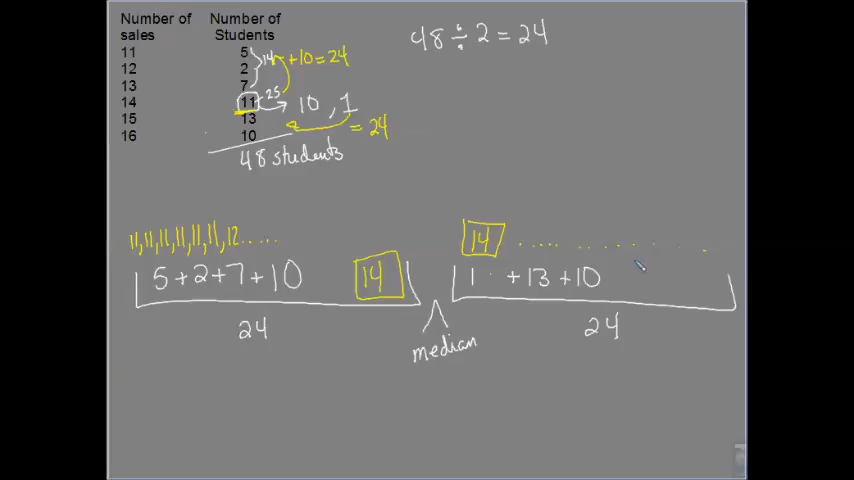 Number of sales Number of Students
11 5
12 2
13 7
14 11
15 13
16 10
48 students
14 +10=24
25 10, 1
= 24
48 ÷ 2 = 24
11,11,11,11,11,11,12......
14 ...............
5+2+7+10 14
1 +13+10
24
24
median